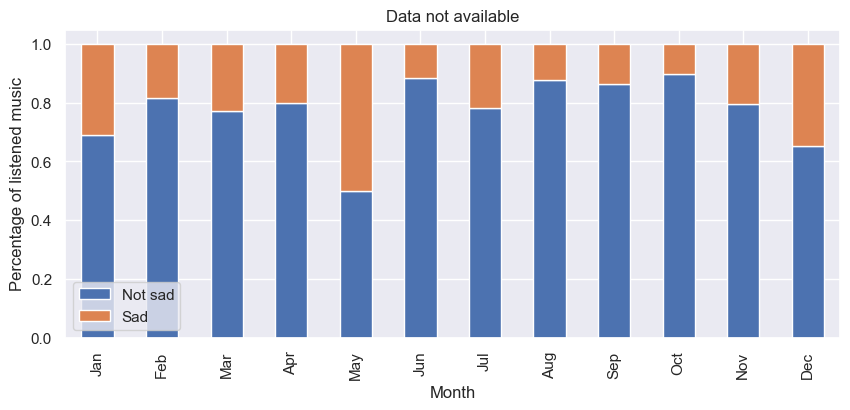 Data not available
Percentage of listened music
1.0
0.8
0.6
0.4
0.2
0.0
Not sad
Sad
Jan
Feb
Mar
Apr
May
Jun
Jul
Aug
Sep
Oct
Nov
Dec
Month